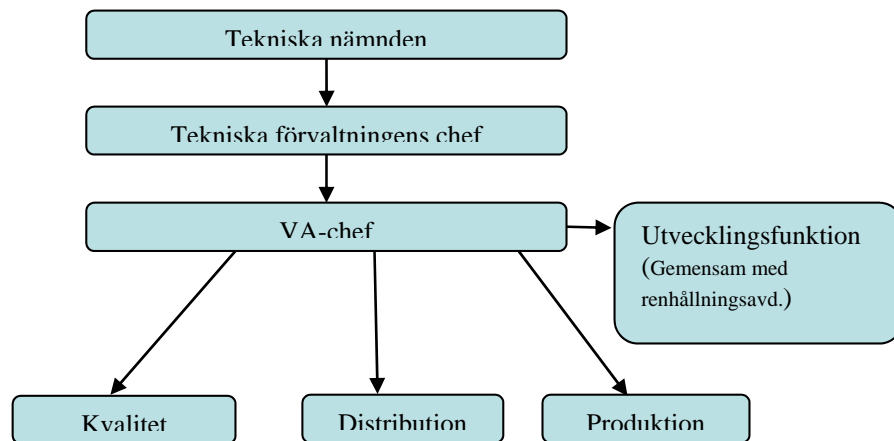 Tekniska nämnden
Tekniska förvaltningens chef
VA-chef
Utvecklingsfunktion
(Gemensam med
renhållningsavd.)
Kvalitet
Distribution
Produktion